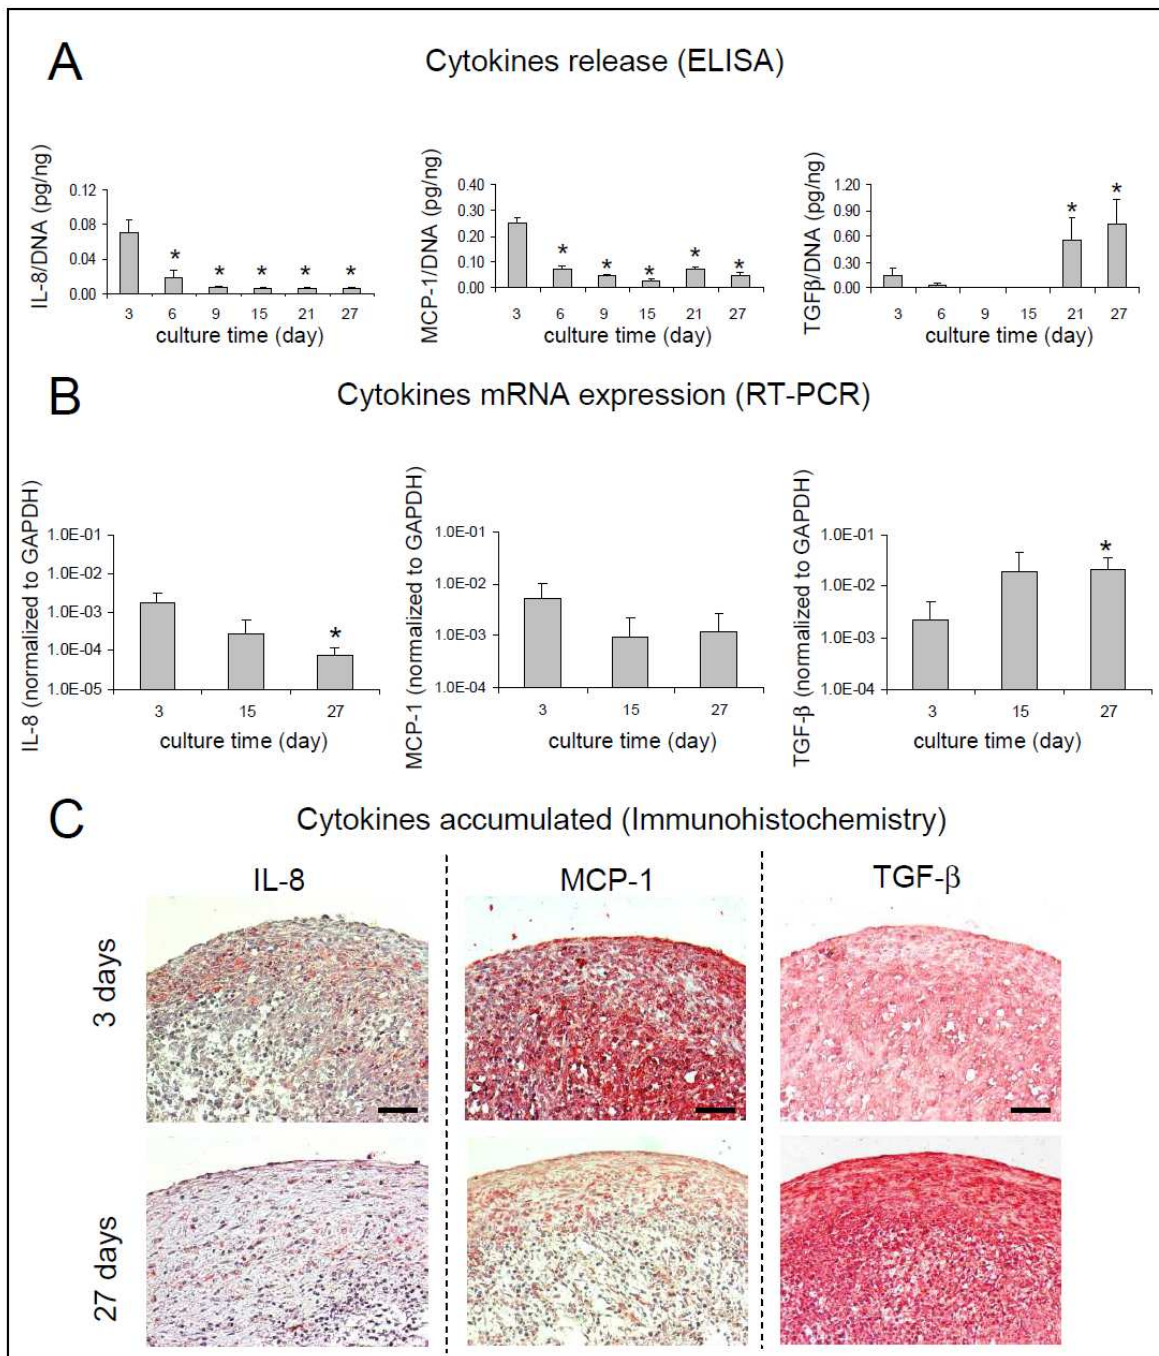 A
Cytokines release (ELISA)
IL-8/DNA (pg/ng)
0.12
0.08
0.04
0.00
* * * * *
3 6 9 15 21 27
culture time (day)
MCP-1/DNA (pg/ng)
0.40
0.30
0.20
0.10
0.00
* * * * *
3 6 9 15 21 27
culture time (day)
TGFβ/DNA (pg/ng)
1.20
0.90
0.60
0.30
0.00
* *
3 6 9 15 21 27
culture time (day)
B
Cytokines mRNA expression (RT-PCR)
IL-8 (normalized to GAPDH)
1.0E-01
1.0E-02
1.0E-03
1.0E-04
1.0E-05
*
3 15 27
culture time (day)
MCP-1 (normalized to GAPDH)
1.0E-01
1.0E-02
1.0E-03
1.0E-04
3 15 27
culture time (day)
TGF-β (normalized to GAPDH)
1.0E-01
1.0E-02
1.0E-03
1.0E-04
*
3 15 27
culture time (day)
C
Cytokines accumulated (Immunohistochemistry)
IL-8 MCP-1 TGF-β
3 days
27 days